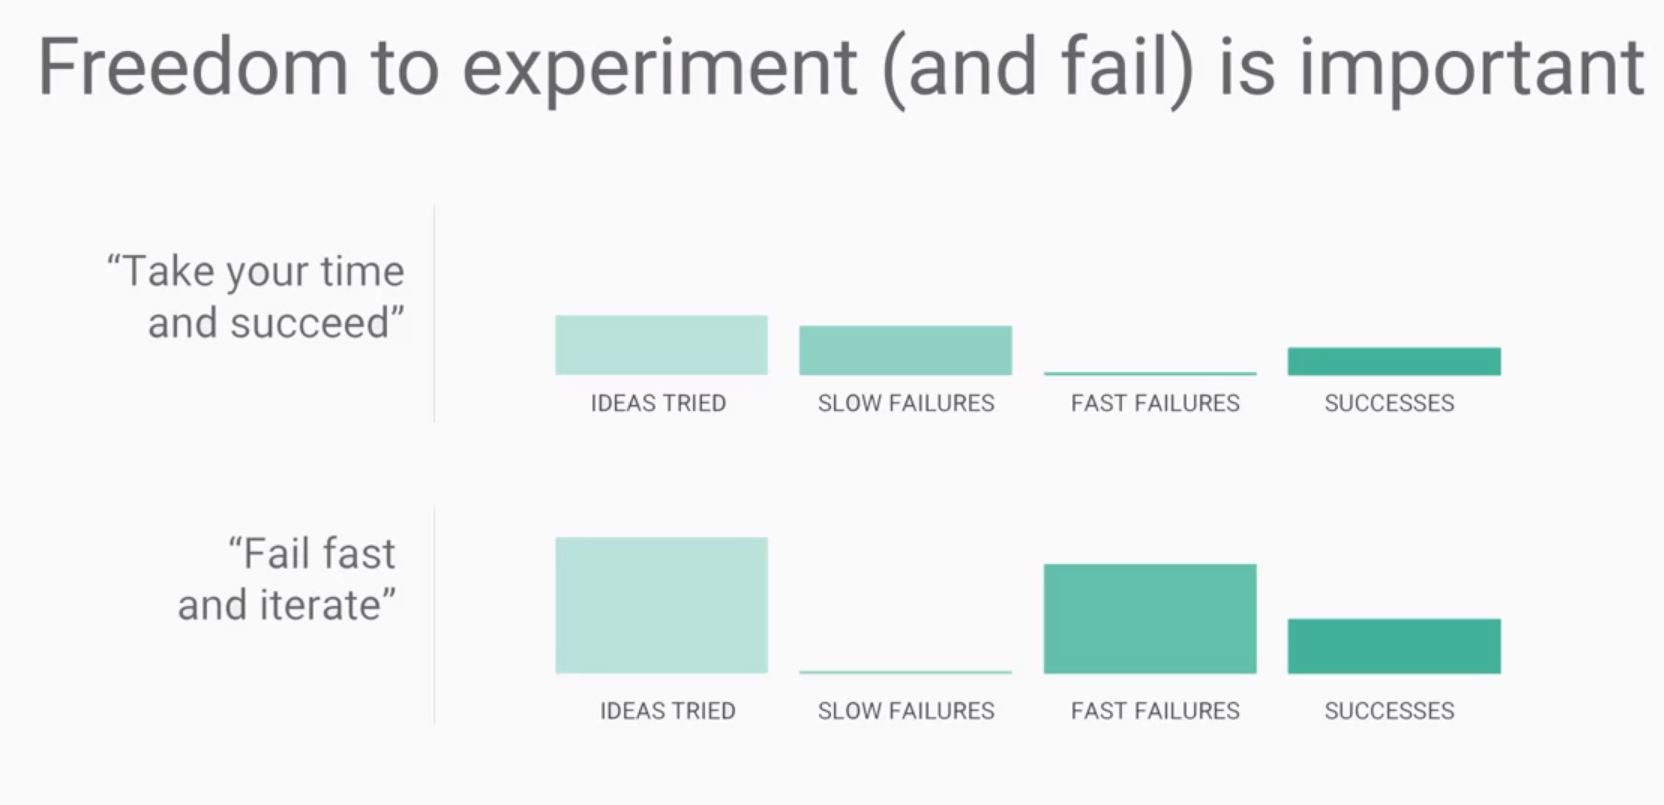 Freedom to experiment (and fail) is important
“Take your time
and succeed”
IDEAS TRIED
SLOW FAILURES
FAST FAILURES
SUCCESSES
“Fail fast
and iterate”
IDEAS TRIED
SLOW FAILURES
FAST FAILURES
SUCCESSES